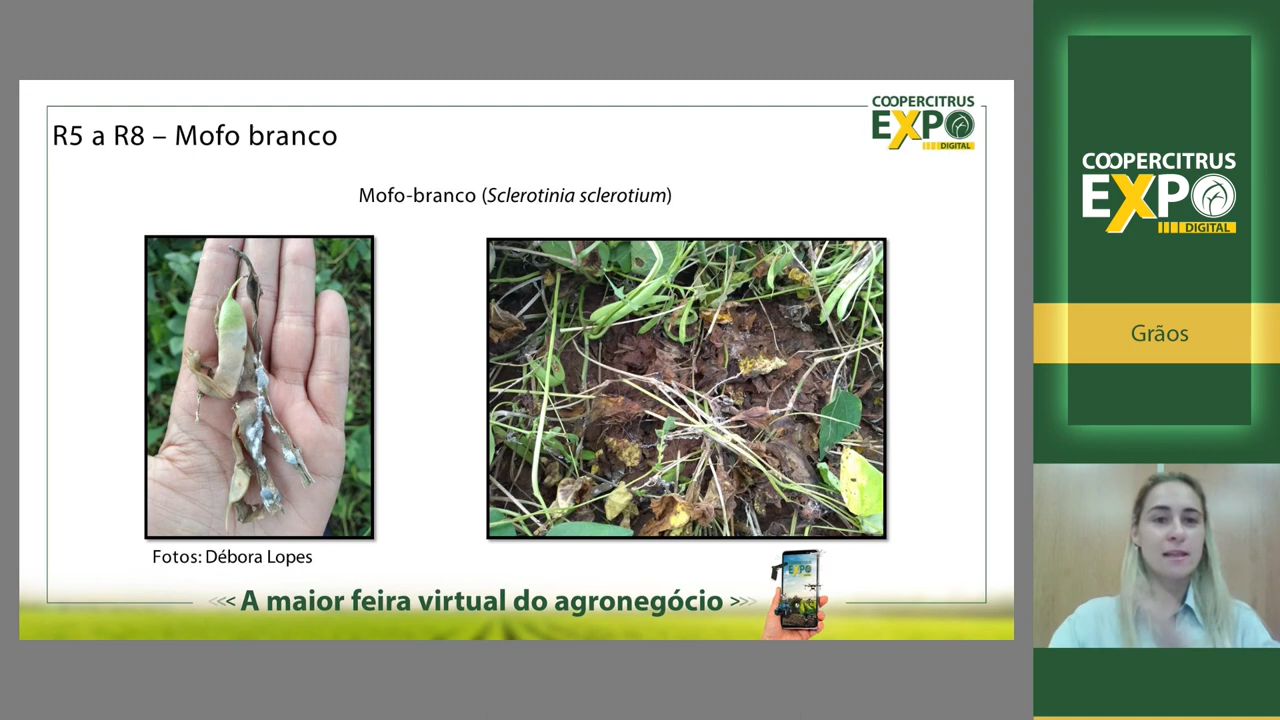 R5 a R8 – Mofo branco
COOPERCITRUS
EXPO
DIGITAL
Mofo-branco (Sclerotinia sclerotium)
Fotos: Débora Lopes
<< A maior feira virtual do agronegócio >>
EXPO
COOPERCITRUS
EXPO
DIGITAL
Grãos